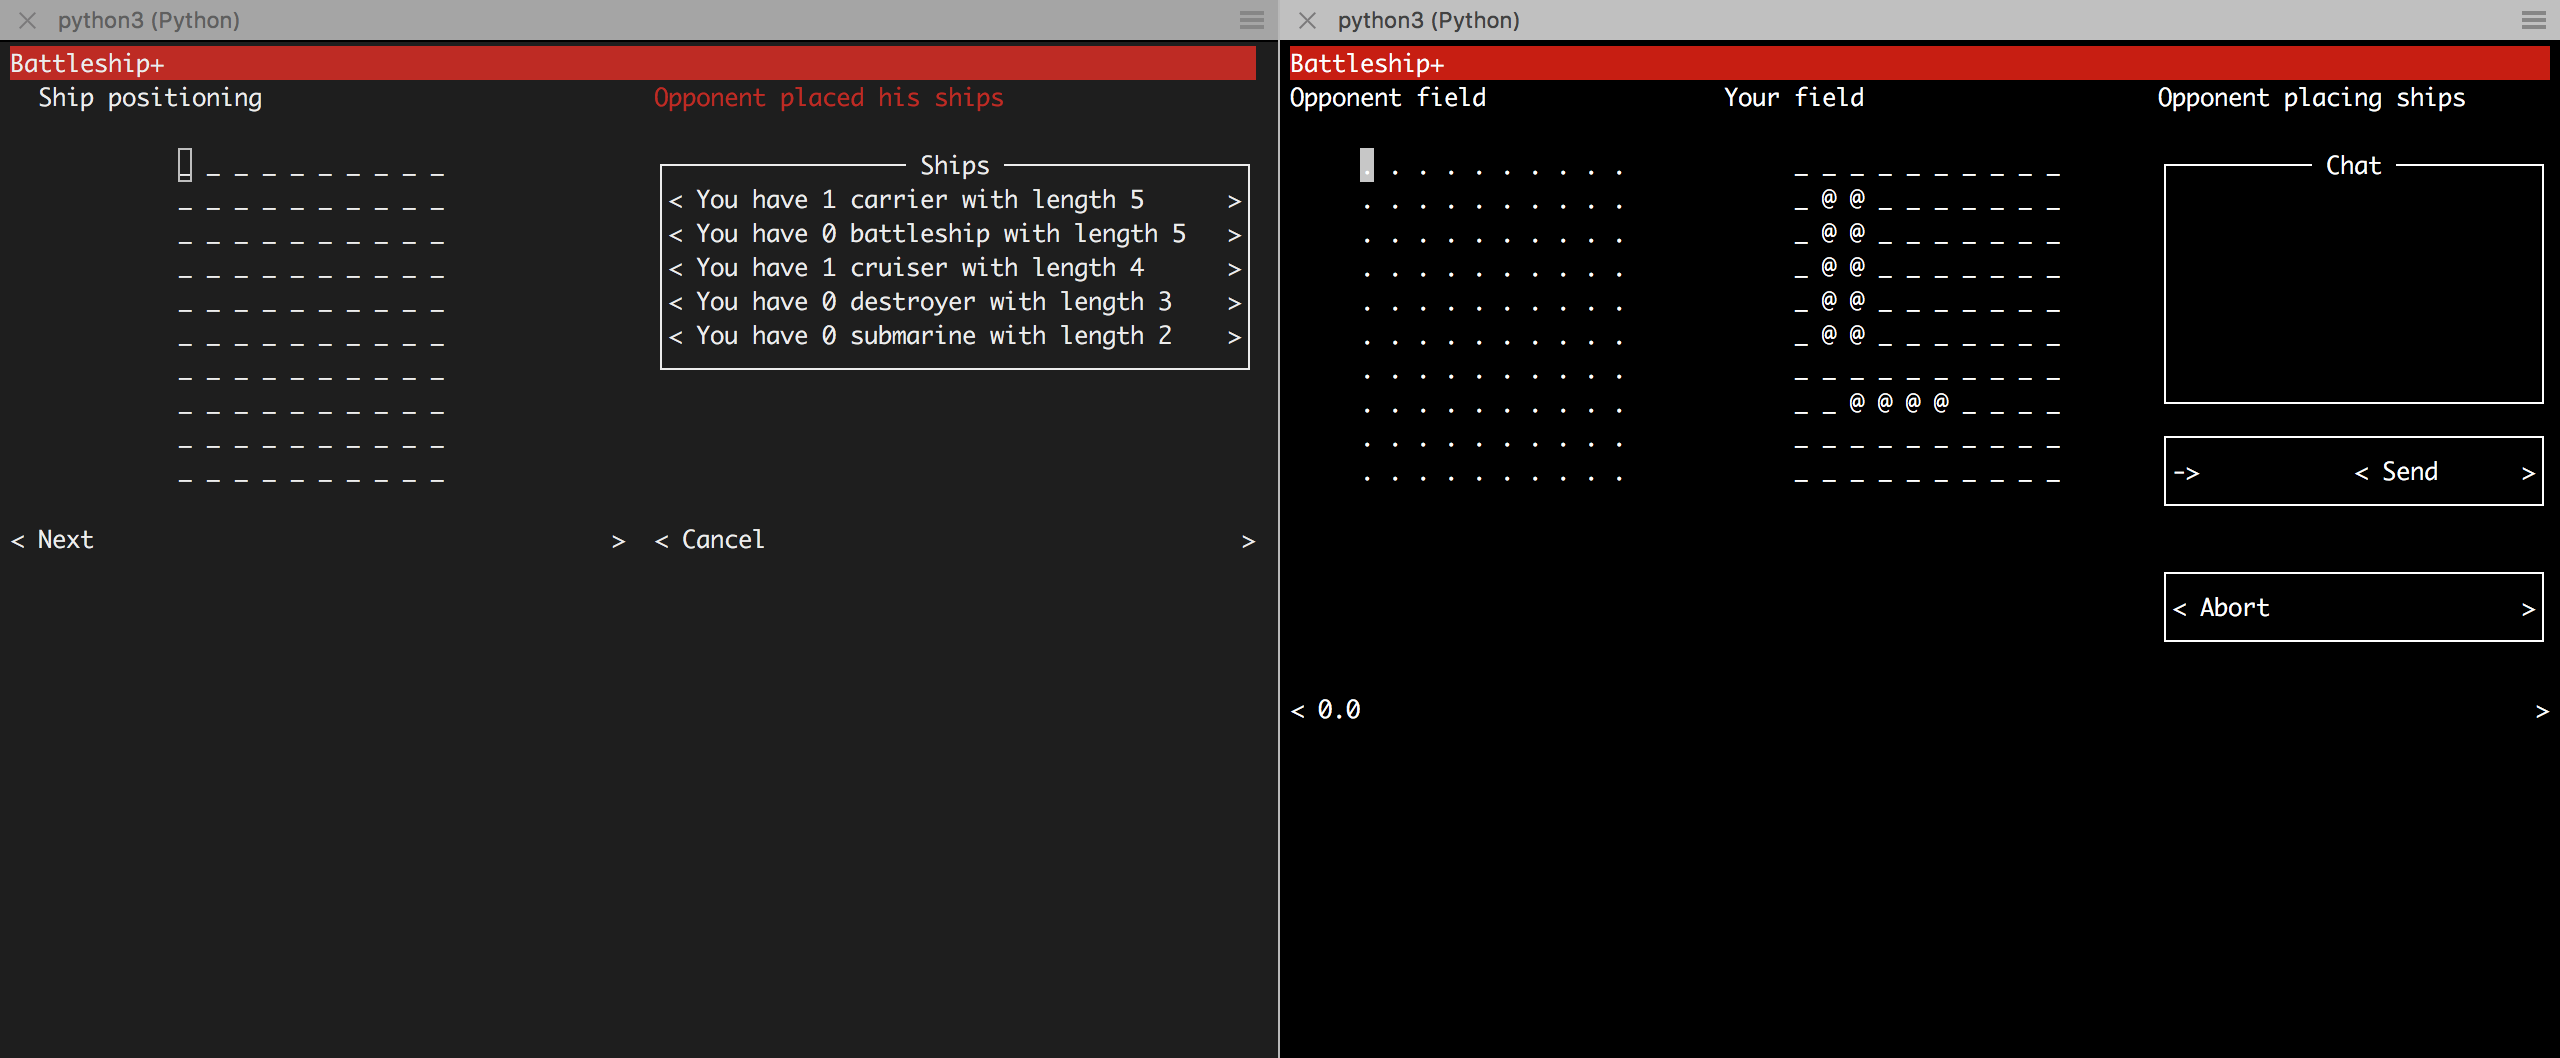 python3 (Python)
Battleship+
Ship positioning
Opponent placed his ships
_ _ _ _ _ _ _ _ _ _
_ _ _ _ _ _ _ _ _ _
_ _ _ _ _ _ _ _ _ _
_ _ _ _ _ _ _ _ _ _
_ _ _ _ _ _ _ _ _ _
_ _ _ _ _ _ _ _ _ _
_ _ _ _ _ _ _ _ _ _
_ _ _ _ _ _ _ _ _ _
_ _ _ _ _ _ _ _ _ _
_ _ _ _ _ _ _ _ _ _
Ships
< You have 1 carrier with length 5 >
< You have 0 battleship with length 5 >
< You have 1 cruiser with length 4 >
< You have 0 destroyer with length 3 >
< You have 0 submarine with length 2 >
< Next >
< Cancel >
python3 (Python)
Battleship+
Opponent field
. . . . . . . . . .
. . . . . . . . . .
. . . . . . . . . .
. . . . . . . . . .
. . . . . . . . . .
. . . . . . . . . .
. . . . . . . . . .
. . . . . . . . . .
. . . . . . . . . .
. . . . . . . . . .
Your field
_ _ _ _ _ _ _ _ _ _
_ @ @ _ _ _ _ _ _ _
_ @ @ _ _ _ _ _ _ _
_ @ @ _ _ _ _ _ _ _
_ @ @ _ _ _ _ _ _ _
_ @ @ _ _ _ _ _ _ _
_ _ _ _ _ _ _ _ _ _
_ _ @ @ @ @ _ _ _ _
_ _ _ _ _ _ _ _ _ _
_ _ _ _ _ _ _ _ _ _
Opponent placing ships
Chat
-> < Send >
< Abort >
< 0.0 >